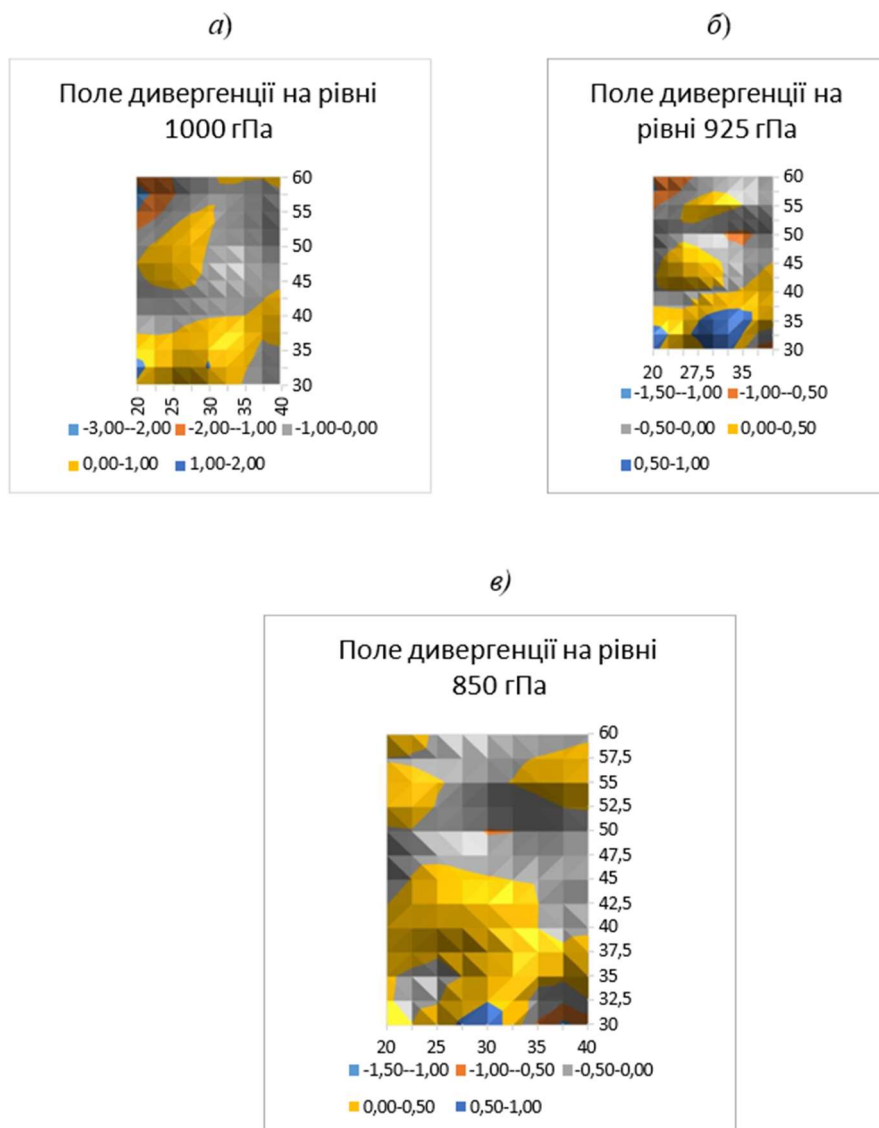 а)
Поле дивергенції на рівні
1000 гПа
60
55
50
45
40
35
30
20 25 30 35 40
-3,00--2,00 -2,00--1,00 -1,00-0,00
0,00-1,00 1,00-2,00
б)
Поле дивергенції на
рівні 925 гПа
60
55
50
45
40
35
30
20 27,5 35
-1,50--1,00 -1,00--0,50
-0,50-0,00 0,00-0,50
0,50-1,00
в)
Поле дивергенції на рівні
850 гПа
60
57,5
55
52,5
50
47,5
45
42,5
40
37,5
35
32,5
30
20 25 30 35 40
-1,50--1,00 -1,00--0,50 -0,50-0,00
0,00-0,50 0,50-1,00